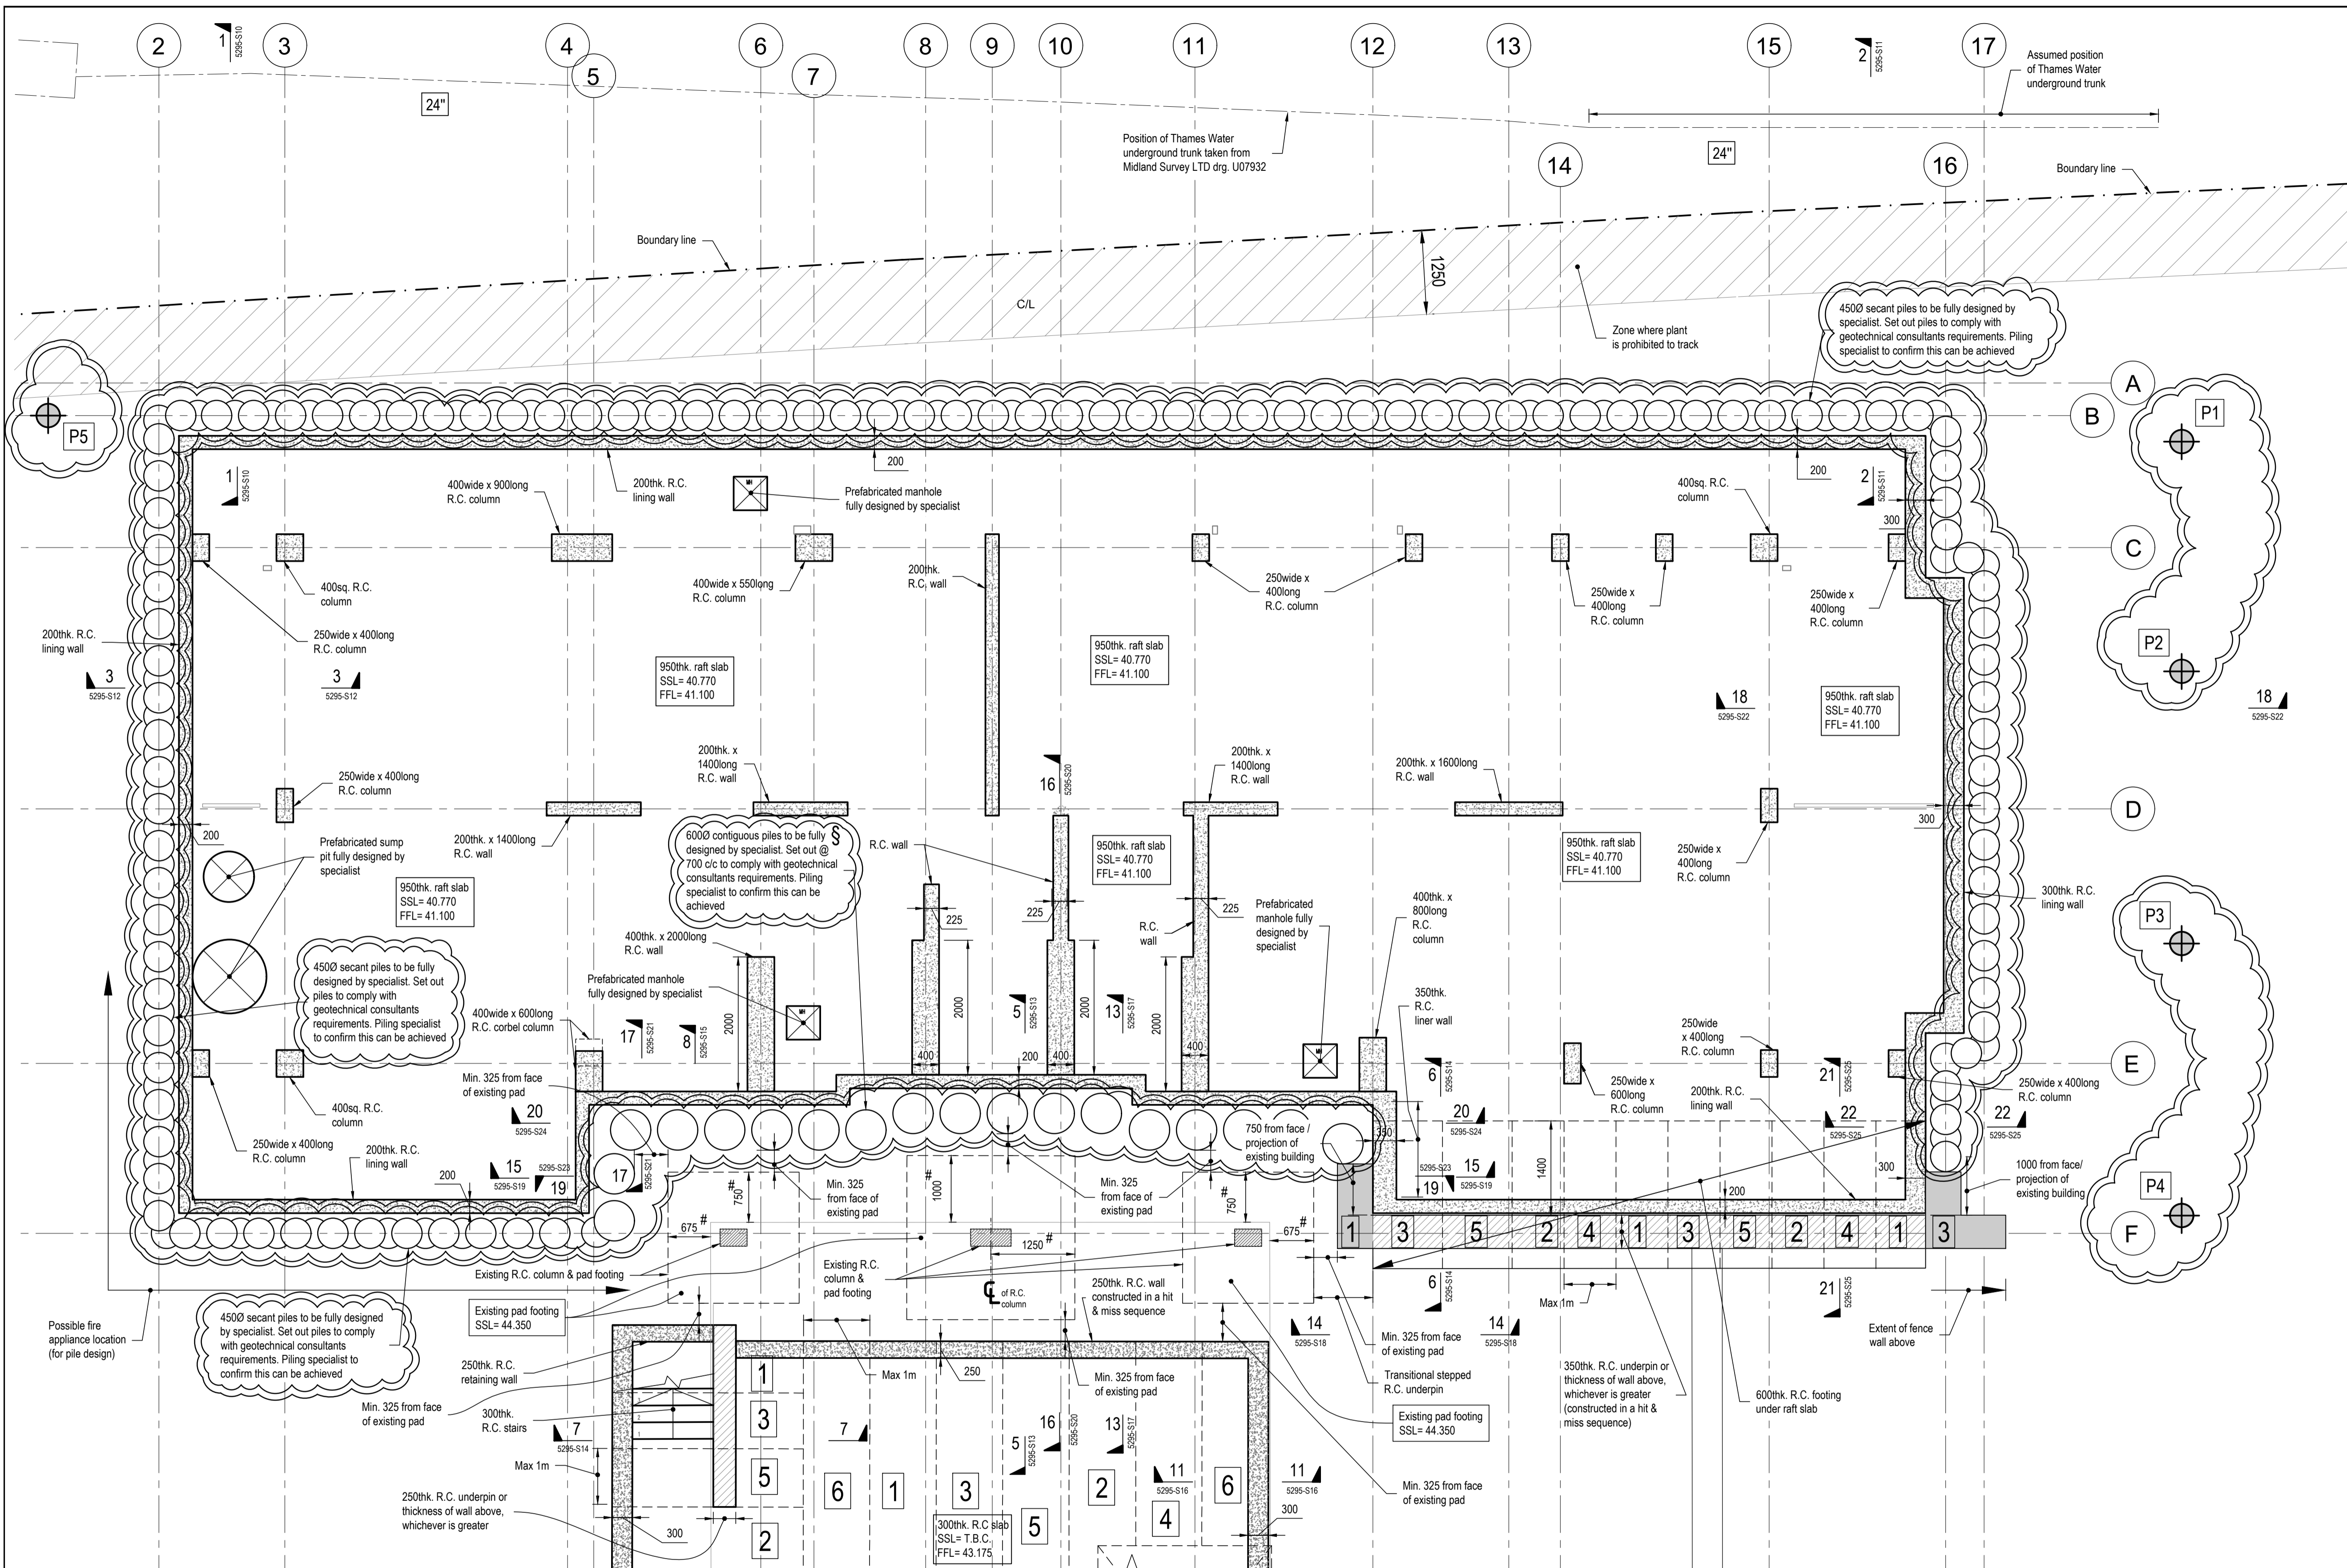 2
3
4
5
6
7
8
9
10
11
12
13
14
15
16
17
1
5295-S10
2
5295-S11
24"
24"
Assumed position
of Thames Water
underground trunk
Position of Thames Water
underground trunk taken from
Midland Survey LTD drg. U07932
Boundary line
Boundary line
1250
C/L
Zone where plant
is prohibited to track
450Ø secant piles to be fully designed by
specialist. Set out piles to comply with
geotechnical consultants requirements. Piling
specialist to confirm this can be achieved
A
B
C
D
E
F
P5
P1
P2
P3
P4
1
5295-S10
400wide x 900long
R.C. column
200thk. R.C.
lining wall
MH
Prefabricated manhole
fully designed by specialist
200
400sq. R.C.
column
200
2
5295-S11
300
400sq. R.C.
column
400wide x 550long
R.C. column
200thk.
R.C. wall
250wide x
400long
R.C. column
250wide x
400long
R.C. column
250wide x
400long
R.C. column
200thk. R.C.
lining wall
250wide x 400long
R.C. column
3
5295-S12
3
5295-S12
950thk. raft slab
SSL= 40.770
FFL= 41.100
950thk. raft slab
SSL= 40.770
FFL= 41.100
950thk. raft slab
SSL= 40.770
FFL= 41.100
18
5295-S22
18
5295-S22
250wide x 400long
R.C. column
200thk. x
1400long
R.C. wall
16
5295-S20
200thk. x
1400long
R.C. wall
200thk. x 1600long
R.C. wall
200
300
Prefabricated sump
pit fully designed by
specialist
200thk. x 1400long
R.C. wall
600Ø contiguous piles to be fully §
designed by specialist. Set out @
700 c/c to comply with geotechnical
consultants requirements. Piling
specialist to confirm this can be
achieved
R.C. wall
950thk. raft slab
SSL= 40.770
FFL= 41.100
950thk. raft slab
SSL= 40.770
FFL= 41.100
950thk. raft slab
SSL= 40.770
FFL= 41.100
250wide x
400long
R.C. column
300thk. R.C.
lining wall
225
225
225
R.C.
wall
Prefabricated
manhole fully
designed by
specialist
400thk. x
800long
R.C.
column
400thk. x 2000long
R.C. wall
450Ø secant piles to be fully
designed by specialist. Set out
piles to comply with
geotechnical consultants
requirements. Piling specialist
to confirm this can be achieved
Prefabricated manhole
fully designed by specialist
MH
MH
400wide x 600long
R.C. corbel column
17
5295-S21
8
5295-S15
2000
2000
2000
2000
5
5295-S13
13
5295-S17
350thk.
R.C.
liner wall
250wide
x 400long
R.C. column
400
200
400
400
6
5295-S14
21
5295-S25
Min. 325 from face
of existing pad
250wide x
600long
R.C. column
200thk. R.C.
lining wall
250wide x 400long
R.C. column
400sq. R.C.
column
20
5295-S24
20
5295-S24
22
5295-S25
22
5295-S25
250wide x 400long
R.C. column
200thk. R.C.
lining wall
750 from face /
projection of
existing building
350
1400
15
5295-S19
5295-S23
19
17
5295-S21
5295-S23
19
15
5295-S19
200
300
200
1000 from face/
projection of
existing building
#
750
#
1000
#
750
Min. 325
from face of
existing pad
Min. 325
from face of
existing pad
675 #
1250 #
675 #
1
3
5
2
4
1
3
5
2
4
1
3
Existing R.C. column & pad footing
Existing R.C.
column &
pad footing
of R.C.
column
250thk. R.C. wall
constructed in a hit
& miss sequence
6
5295-S14
21
5295-S25
Max 1m
Existing pad footing
SSL= 44.350
Possible fire
appliance location
(for pile design)
450Ø secant piles to be fully designed
by specialist. Set out piles to comply
with geotechnical consultants
requirements. Piling specialist to
confirm this can be achieved
14
5295-S18
14
5295-S18
Extent of fence
wall above
Min. 325 from face
of existing pad
Transitional stepped
R.C. underpin
250thk. R.C.
retaining wall
350thk. R.C. underpin or
thickness of wall above,
whichever is greater
(constructed in a hit &
miss sequence)
600thk. R.C. footing
under raft slab
Max 1m
250
Min. 325 from face
of existing pad
Min. 325 from face
of existing pad
300thk.
R.C. stairs
Existing pad footing
SSL= 44.350
7
5295-S14
7
5
5295-S13
16
5295-S20
13
5295-S17
Max 1m
11
5295-S16
11
5295-S16
1
3
5
2
6
1
3
5
2
4
6
Min. 325 from face
of existing pad
250thk. R.C. underpin or
thickness of wall above,
whichever is greater
300
300
300thk. R.C slab
SSL= T.B.C.
FFL= 43.175